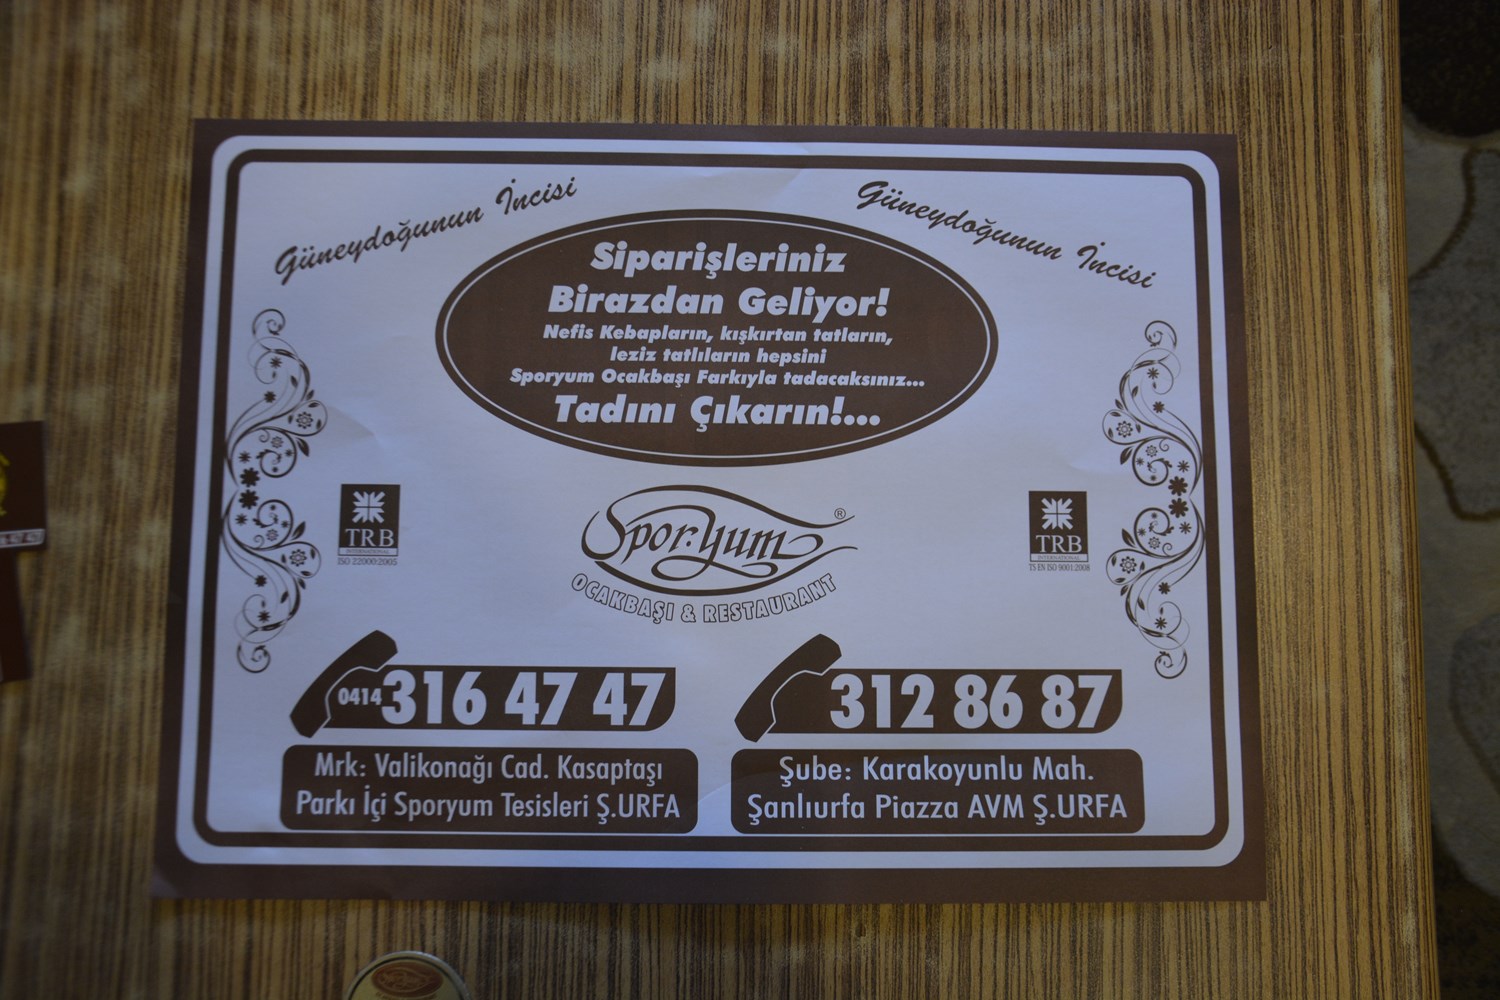 Güneydoğunun İncisi
Güneydoğunun İncisi
Siparişleriniz
Birazdan Geliyor!
Nefis Kebapların, kışkırtan tatların,
leziz tatlıların hepsini
Sporyum Ocakbaşı Farkıyla tadacaksınız...
Tadını Çıkarın!...
TRB
INTERNATIONAL
ISO 22000:2005
Spor.yum ®
OCAKBAŞI & RESTAURANT
TRB
INTERNATIONAL
TS EN ISO 9001:2008
0414 316 47 47
312 86 87
Mrk: Valikonağı Cad. Kasaptaşı
Parkı İçi Sporyum Tesisleri Ş.URFA
Şube: Karakoyunlu Mah.
Şanlıurfa Piazza AVM Ş.URFA